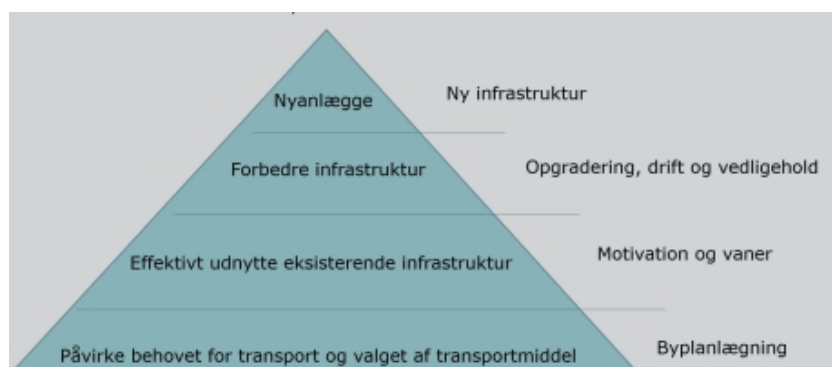 Nyanlægge
Ny infrastruktur
Forbedre infrastruktur
Opgradering, drift og vedligehold
Effektivt udnytte eksisterende infrastruktur
Motivation og vaner
Påvirke behovet for transport og valget af transportmiddel
Byplanlægning